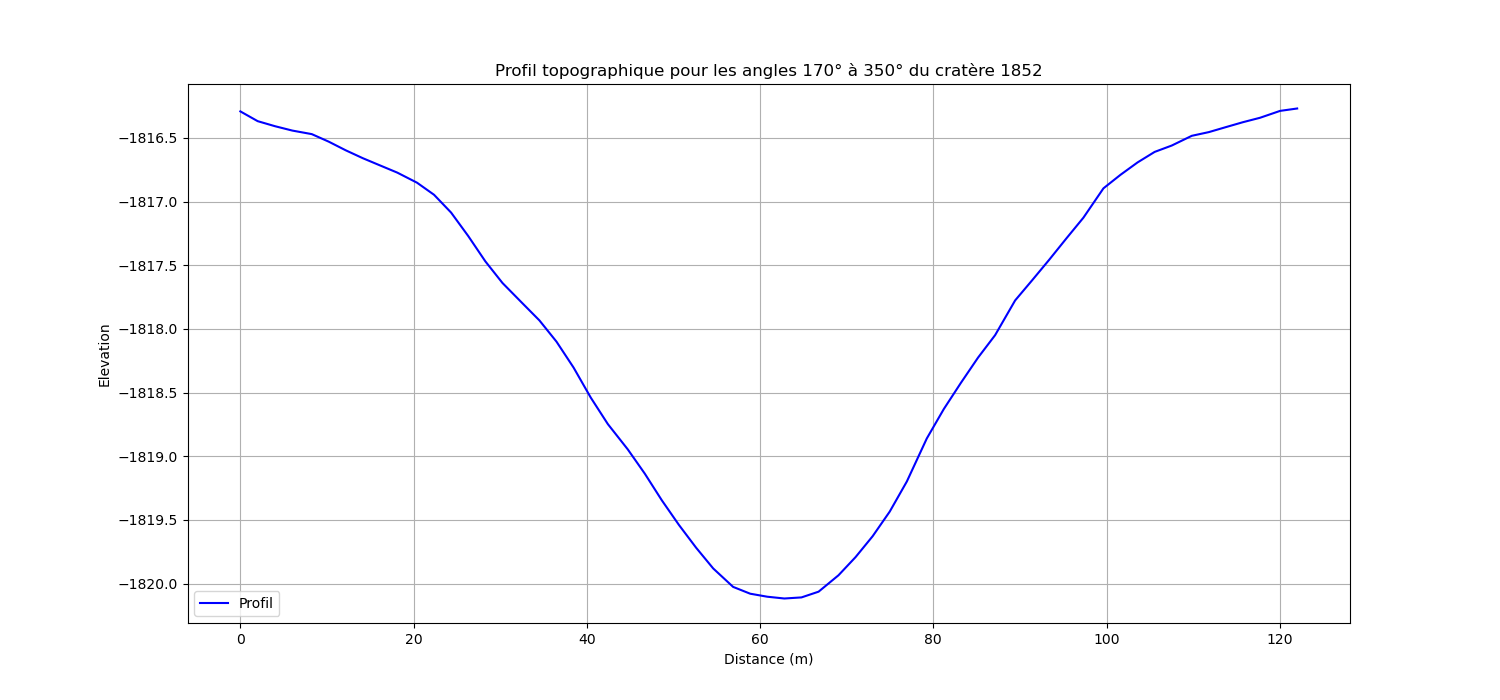 Profil topographique pour les angles 170° à 350° du cratère 1852
−1816.5
−1817.0
−1817.5
−1818.0
−1818.5
−1819.0
−1819.5
−1820.0
Elevation
Profil
0 20 40 60 80 100 120
Distance (m)